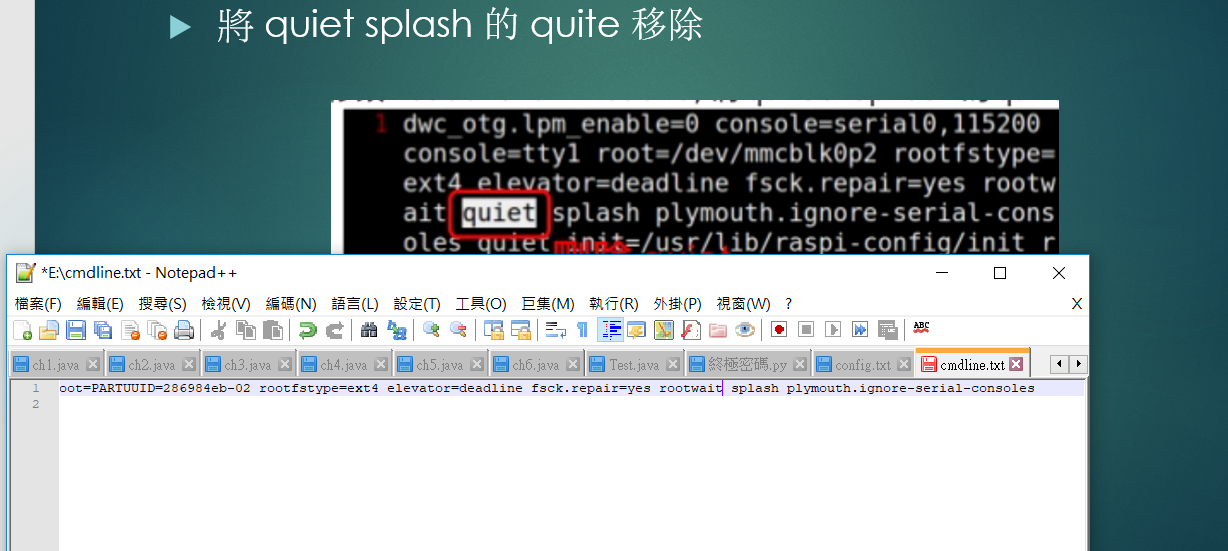 將 quiet splash 的 quite 移除
1 dwc_otg.lpm_enable=0 console=serial0,115200
console=tty1 root=/dev/mmcblk0p2 rootfstype=
ext4 elevator=deadline fsck.repair=yes rootw
ait quiet splash plymouth.ignore-serial-cons
oles quiet init=/usr/lib/raspi-config/init r
*E:\cmdline.txt - Notepad++
檔案(F) 編輯(E) 搜尋(S) 檢視(V) 編碼(N) 語言(L) 設定(T) 工具(O) 巨集(M) 執行(R) 外掛(P) 視窗(W) ? X
ABC
ch1.java ch2.java ch3.java ch4.java ch5.java ch6.java Test.java 終極密碼.py config.txt cmdline.txt
1 oot=PARTUUID=286984eb-02 rootfstype=ext4 elevator=deadline fsck.repair=yes rootwait splash plymouth.ignore-serial-consoles
2